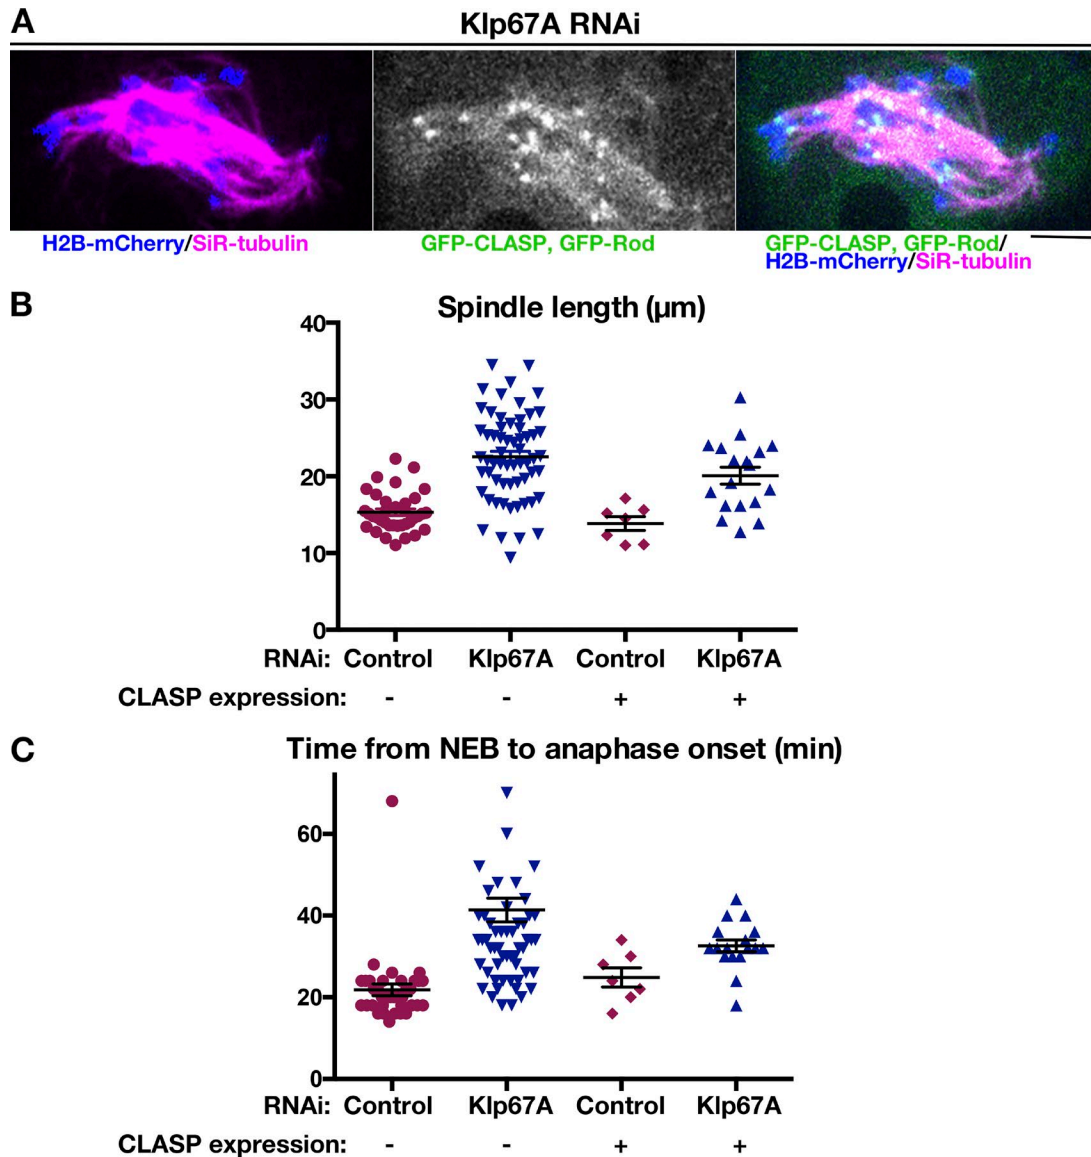 A
Klp67A RNAi
H2B-mCherry/SiR-tubulin
GFP-CLASP, GFP-Rod
GFP-CLASP, GFP-Rod/
H2B-mCherry/SiR-tubulin
B
Spindle length (µm)
40
30
20
10
0
RNAi: Control Klp67A Control Klp67A
CLASP expression: - - + +
C
Time from NEB to anaphase onset (min)
60
40
20
0
RNAi: Control Klp67A Control Klp67A
CLASP expression: - - + +